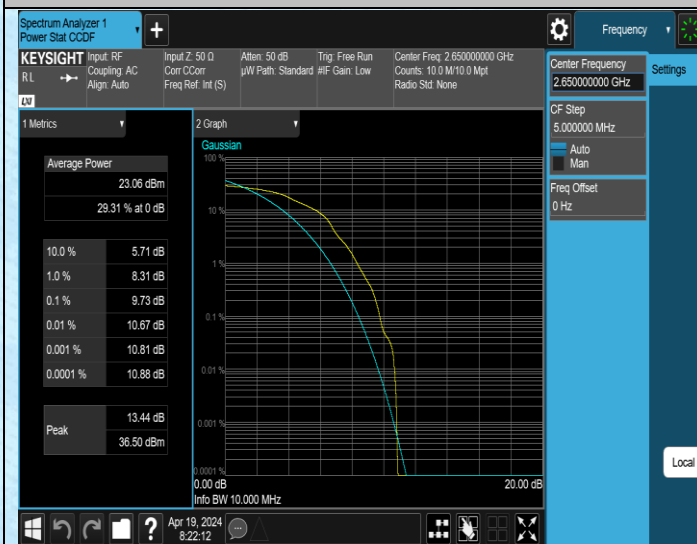 Spectrum Analyzer 1
Power Stat CCDF
Frequency
KEYSIGHT
RL
LXI
Input: RF
Coupling: AC
Align: Auto
Input Z: 50 Ω
Corr CCorr
Freq Ref: Int (S)
Atten: 50 dB
µW Path: Standard
Trig: Free Run
#IF Gain: Low
Center Freq: 2.650000000 GHz
Counts: 10.0 M/10.0 Mpt
Radio Std: None
Center Frequency
2.650000000 GHz
Settings
CF Step
5.000000 MHz
Auto
Man
Freq Offset
0 Hz
1 Metrics
Average Power
23.06 dBm
29.31 % at 0 dB
10.0 % 5.71 dB
1.0 % 8.31 dB
0.1 % 9.73 dB
0.01 % 10.67 dB
0.001 % 10.81 dB
0.0001 % 10.88 dB
Peak
13.44 dB
36.50 dBm
2 Graph
Gaussian
100 %
10 %
1 %
0.1 %
0.01 %
0.001 %
0.0001 %
0.00 dB 20.00 dB
Info BW 10.000 MHz
Local
?
Apr 19, 2024
8:22:12